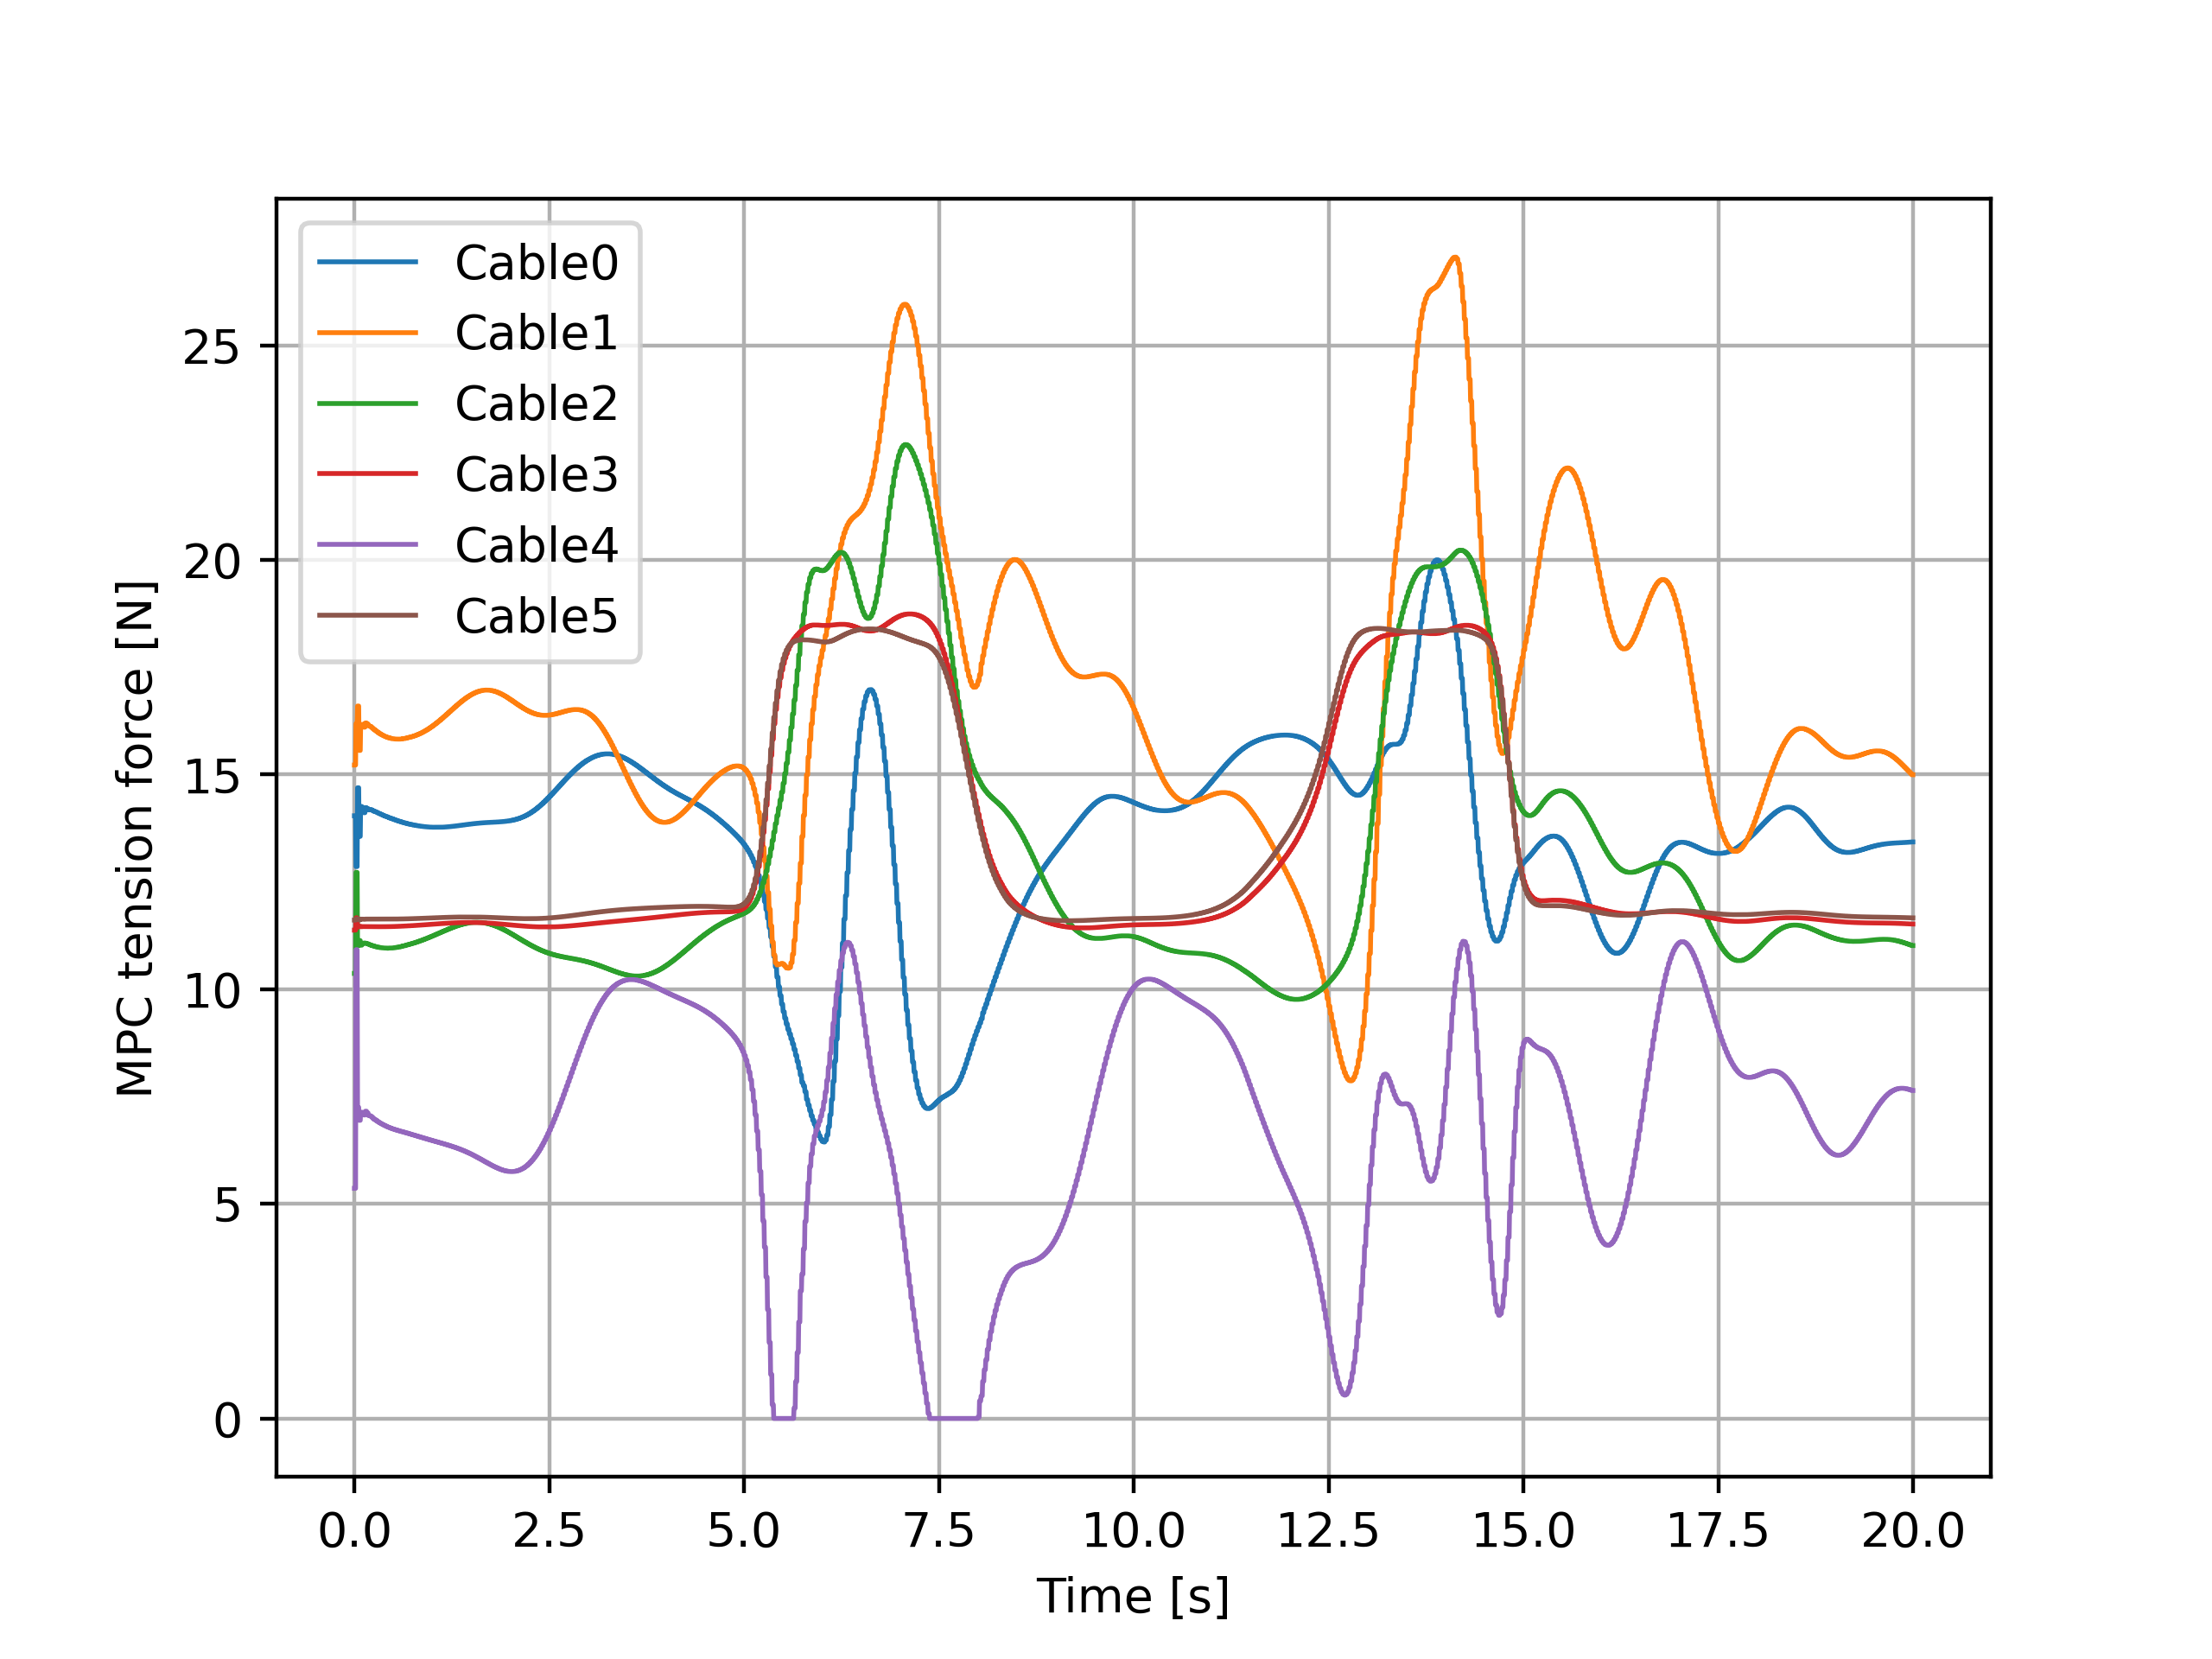 Cable0
Cable1
Cable2
Cable3
Cable4
Cable5
MPC tension force [N]
25
20
15
10
5
0
0.0 2.5 5.0 7.5 10.0 12.5 15.0 17.5 20.0
Time [s]